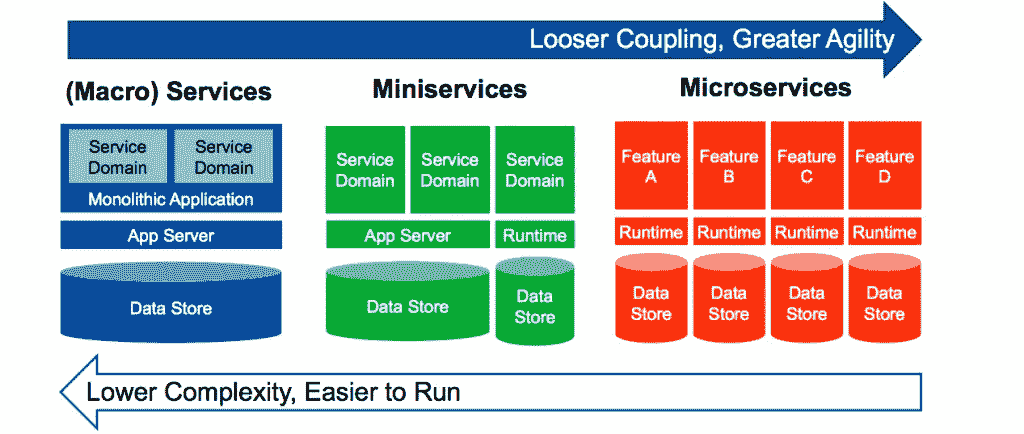 Looser Coupling, Greater Agility
(Macro) Services
Service
Domain
Service
Domain
Monolithic Application
App Server
Data Store
Miniservices
Service
Domain
Service
Domain
Service
Domain
App Server
Runtime
Data Store
Data
Store
Microservices
Feature
A
Feature
B
Feature
C
Feature
D
Runtime
Runtime
Runtime
Runtime
Data
Store
Data
Store
Data
Store
Data
Store
Lower Complexity, Easier to Run